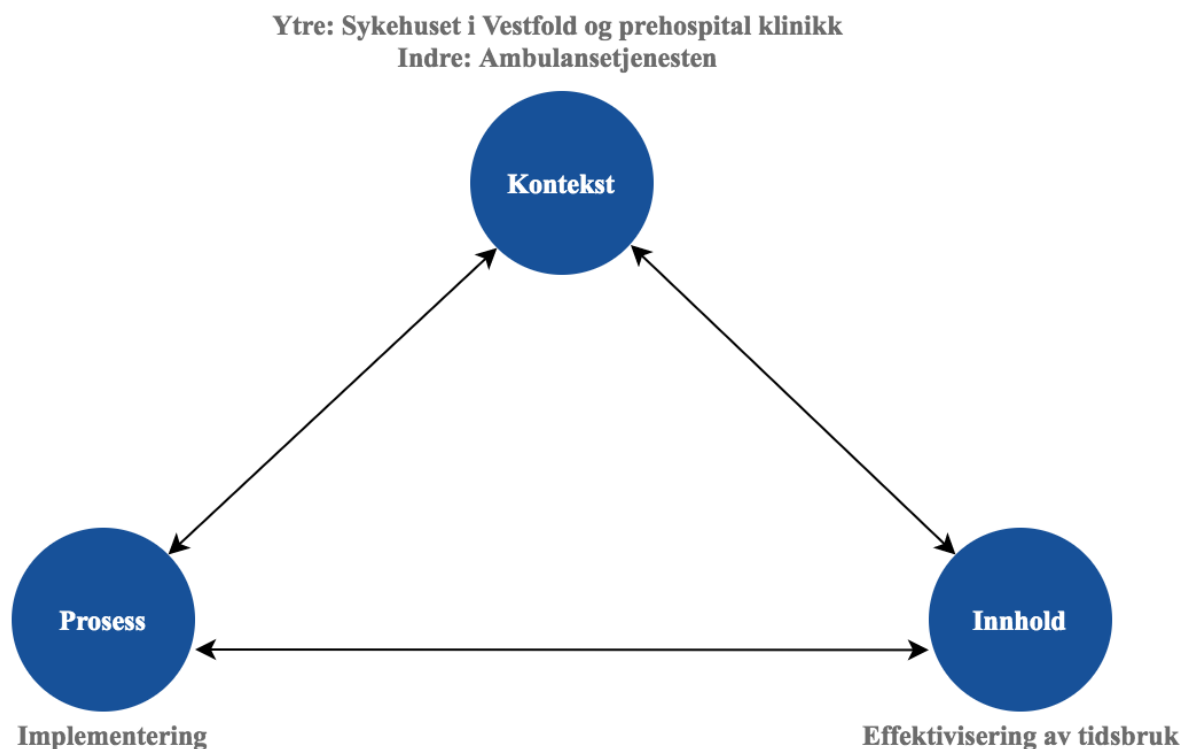 Ytre: Sykehuset i Vestfold og prehospital klinikk
Indre: Ambulansetjenesten
Kontekst
Prosess
Innhold
Implementering
Effektivisering av tidsbruk